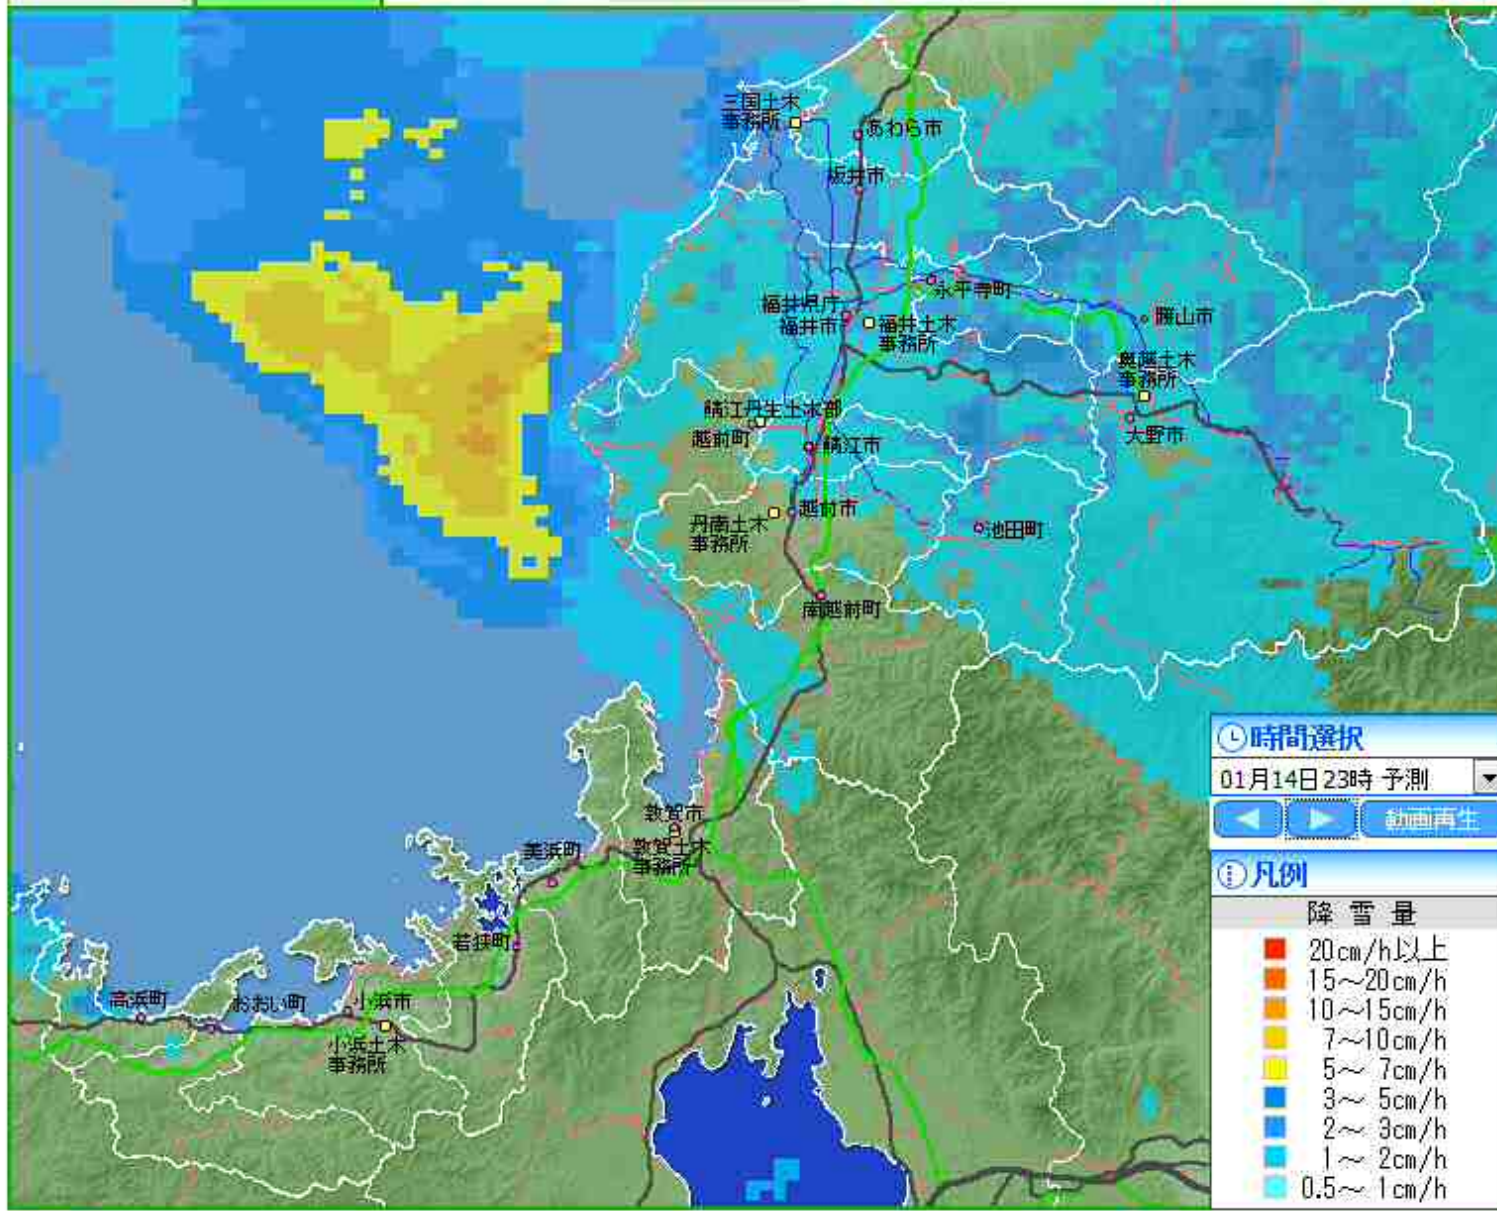 三国土木
事務所
あわら市
坂井市
永平寺町
福井県庁
福井市
福井土木
事務所
勝山市
奥越土木
事務所
鯖江丹生土木部
越前町
鯖江市
大野市
越前市
丹南土木
事務所
池田町
南越前町
時間選択
01月14日23時 予測
動画再生
敦賀市
敦賀土木
事務所
美浜町
若狭町
高浜町
おおい町
小浜市
小浜土木
事務所
凡例
降 雪 量
20cm/h以上
15～20cm/h
10～15cm/h
7～10cm/h
5～ 7cm/h
3～ 5cm/h
2～ 3cm/h
1～ 2cm/h
0.5～ 1cm/h